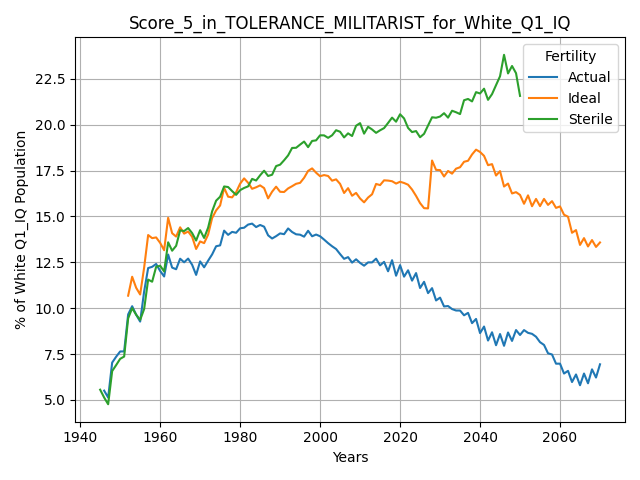 Score_5_in_TOLERANCE_MILITARIST_for_White_Q1_IQ
Fertility
Actual
Ideal
Sterile
% of White Q1_IQ Population
22.5
20.0
17.5
15.0
12.5
10.0
7.5
5.0
1940 1960 1980 2000 2020 2040 2060
Years